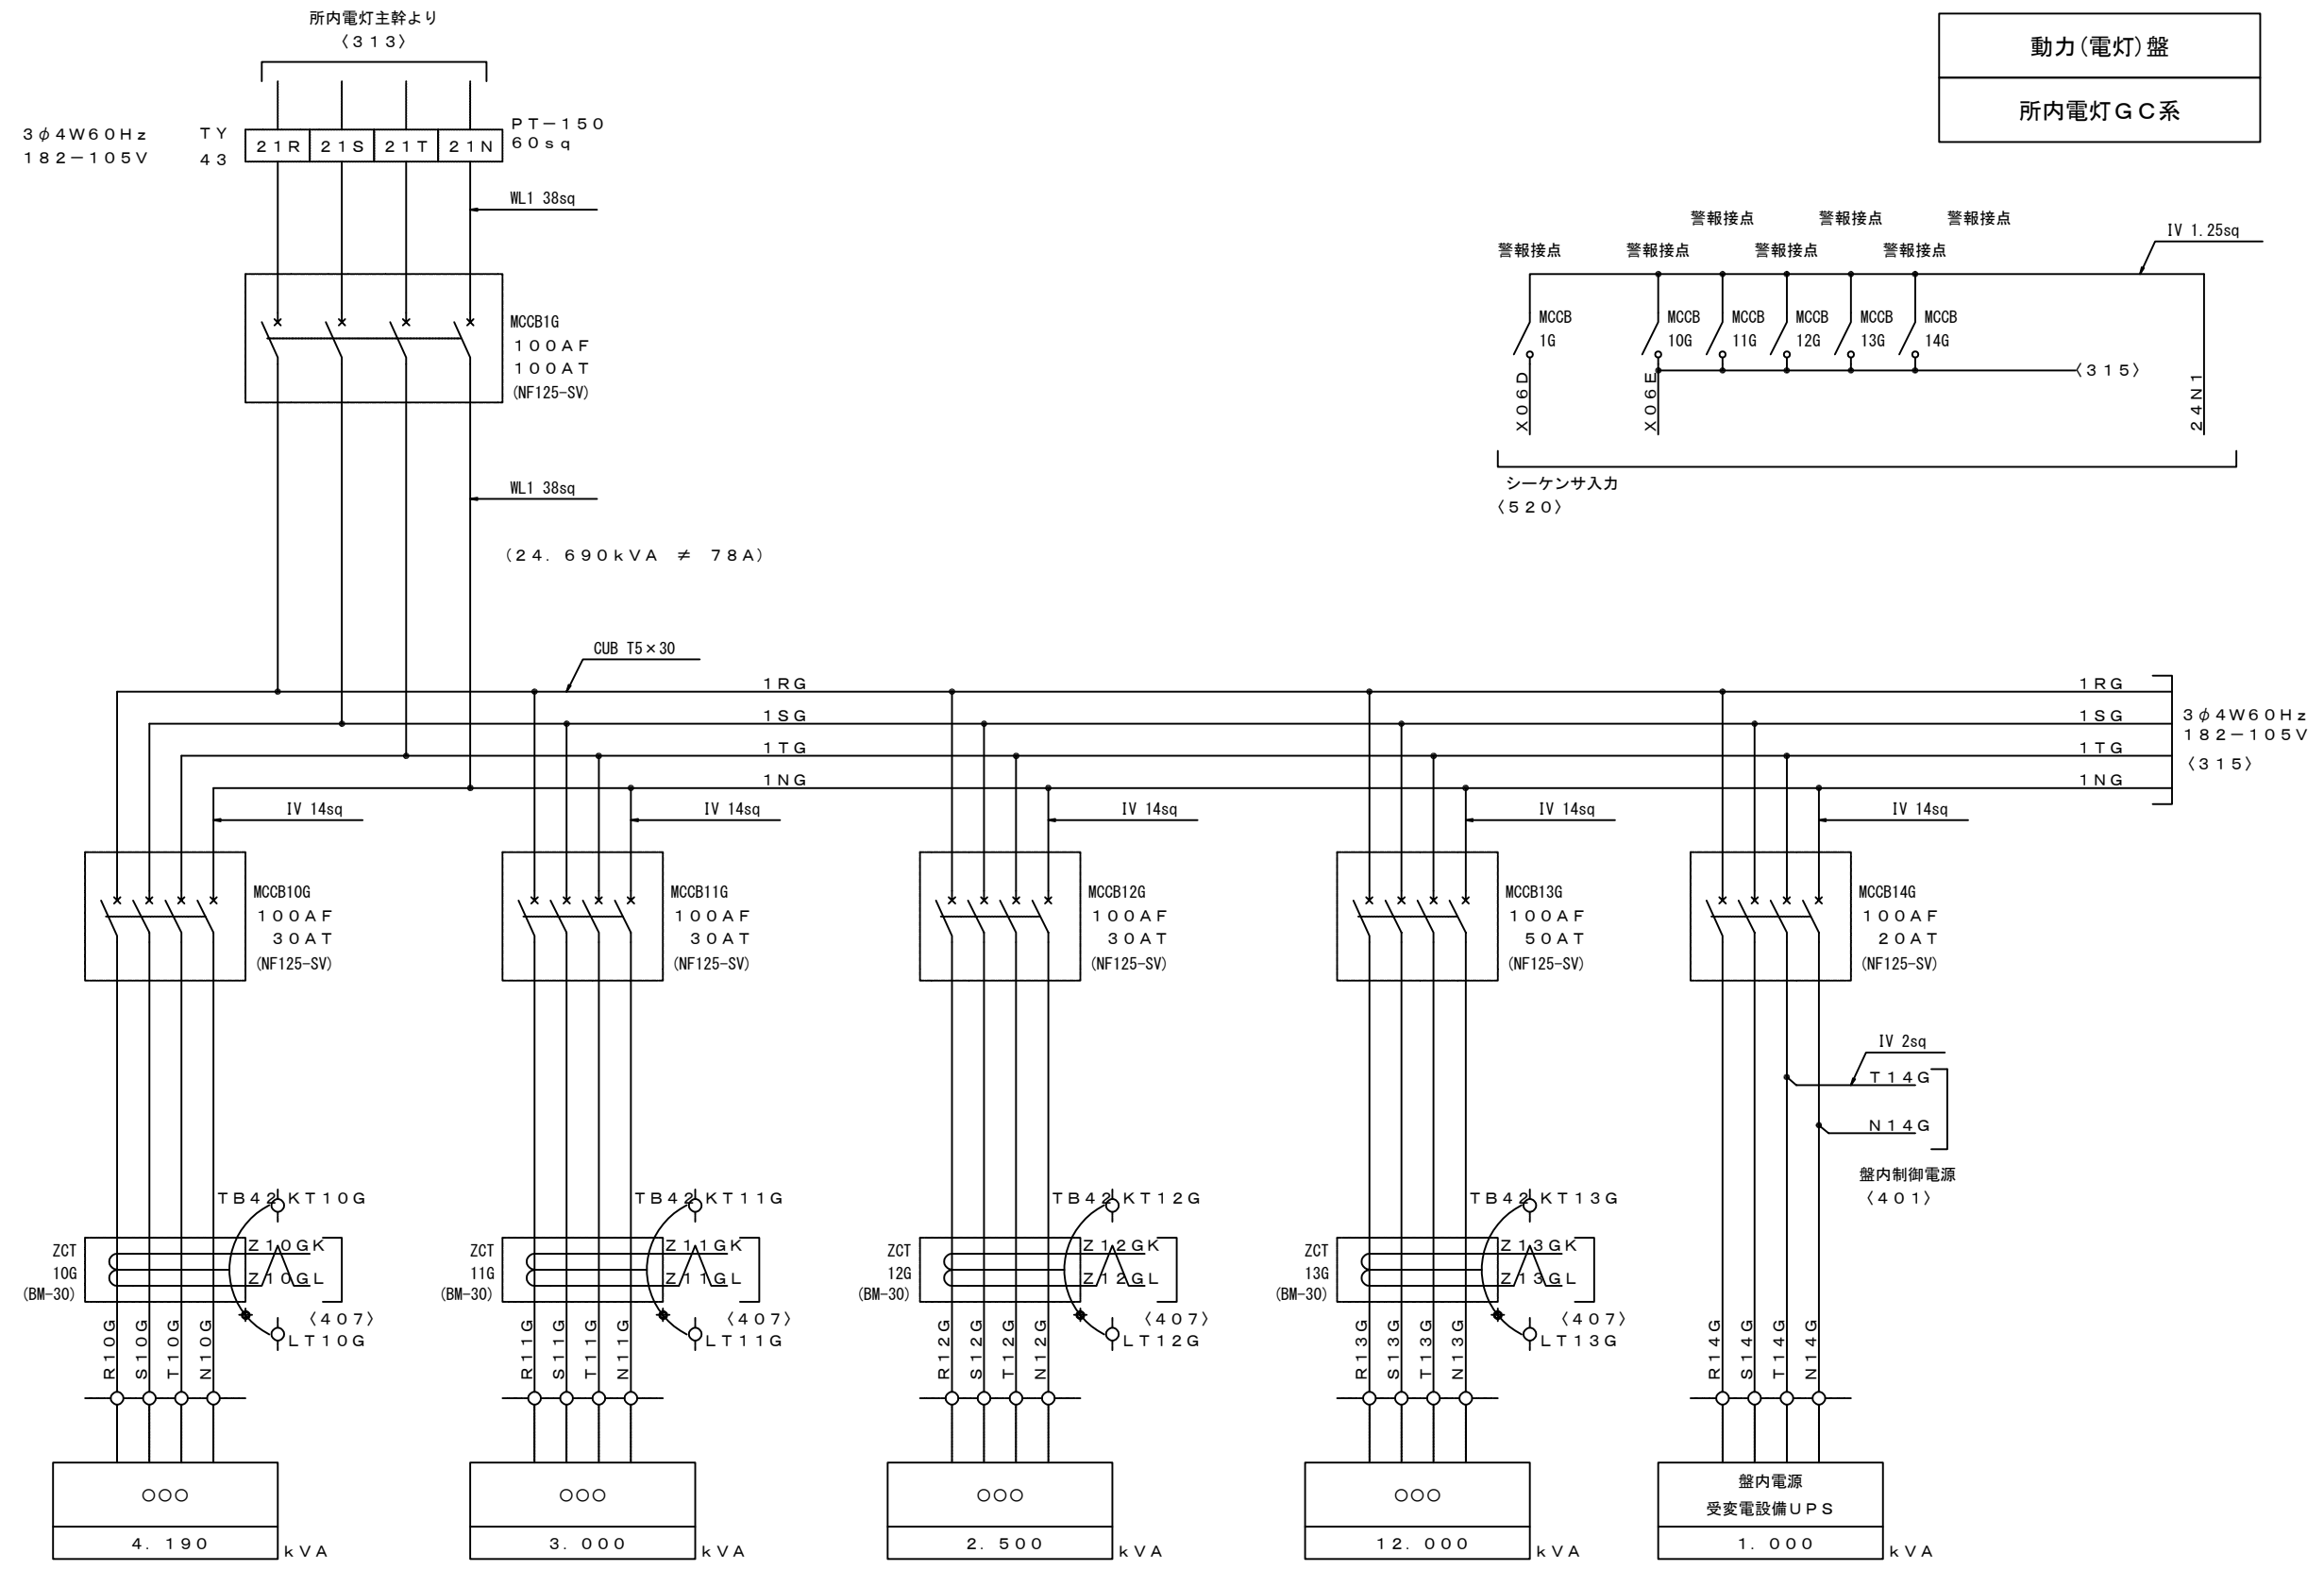 所内電灯主幹より
〈３１３〉
動力(電灯)盤
所内電灯ＧＣ系
３φ４Ｗ６０Ｈｚ
１８２－１０５Ｖ
ＴＹ
４３
２１Ｒ ２１Ｓ ２１Ｔ ２１Ｎ
ＰＴ－１５０
６０ｓｑ
WL1 38sq
MCCB1G
１００ＡＦ
１００ＡＴ
(NF125-SV)
WL1 38sq
（２４．６９０ｋＶＡ ≠ ７８Ａ）
警報接点 警報接点 警報接点
警報接点 警報接点 警報接点 警報接点
IV 1.25sq
MCCB
1G
MCCB
10G
MCCB
11G
MCCB
12G
MCCB
13G
MCCB
14G
〈３１５〉
Ｘ０６Ｄ
Ｘ０６Ｅ
２４Ｎ１
シーケンサ入力
〈５２０〉
CUB T5×30
１ＲＧ １ＲＧ
１ＳＧ １ＳＧ
１ＴＧ １ＴＧ
１ＮＧ １ＮＧ
３φ４Ｗ６０Ｈｚ
１８２－１０５Ｖ
〈３１５〉
IV 14sq IV 14sq IV 14sq IV 14sq IV 14sq
MCCB10G
１００ＡＦ
３０ＡＴ
(NF125-SV)
MCCB11G
１００ＡＦ
３０ＡＴ
(NF125-SV)
MCCB12G
１００ＡＦ
３０ＡＴ
(NF125-SV)
MCCB13G
１００ＡＦ
５０ＡＴ
(NF125-SV)
MCCB14G
１００ＡＦ
２０ＡＴ
(NF125-SV)
IV 2sq
Ｔ１４Ｇ
Ｎ１４Ｇ
盤内制御電源
〈４０１〉
ＴＢ４２ ＫＴ１０Ｇ
ZCT
10G
(BM-30)
Ｚ１０ＧＫ
Ｚ１０ＧＬ
〈４０７〉
ＬＴ１０Ｇ
Ｒ１０Ｇ Ｓ１０Ｇ Ｔ１０Ｇ Ｎ１０Ｇ
ＴＢ４２ ＫＴ１１Ｇ
ZCT
11G
(BM-30)
Ｚ１１ＧＫ
Ｚ１１ＧＬ
〈４０７〉
ＬＴ１１Ｇ
Ｒ１１Ｇ Ｓ１１Ｇ Ｔ１１Ｇ Ｎ１１Ｇ
ＴＢ４２ ＫＴ１２Ｇ
ZCT
12G
(BM-30)
Ｚ１２ＧＫ
Ｚ１２ＧＬ
〈４０７〉
ＬＴ１２Ｇ
Ｒ１２Ｇ Ｓ１２Ｇ Ｔ１２Ｇ Ｎ１２Ｇ
ＴＢ４２ ＫＴ１３Ｇ
ZCT
13G
(BM-30)
Ｚ１３ＧＫ
Ｚ１３ＧＬ
〈４０７〉
ＬＴ１３Ｇ
Ｒ１３Ｇ Ｓ１３Ｇ Ｔ１３Ｇ Ｎ１３Ｇ
Ｒ１４Ｇ Ｓ１４Ｇ Ｔ１４Ｇ Ｎ１４Ｇ
○○○
４．１９０ ｋＶＡ
○○○
３．０００ ｋＶＡ
○○○
２．５００ ｋＶＡ
○○○
１２．０００ ｋＶＡ
盤内電源
受変電設備ＵＰＳ
１．０００ ｋＶＡ